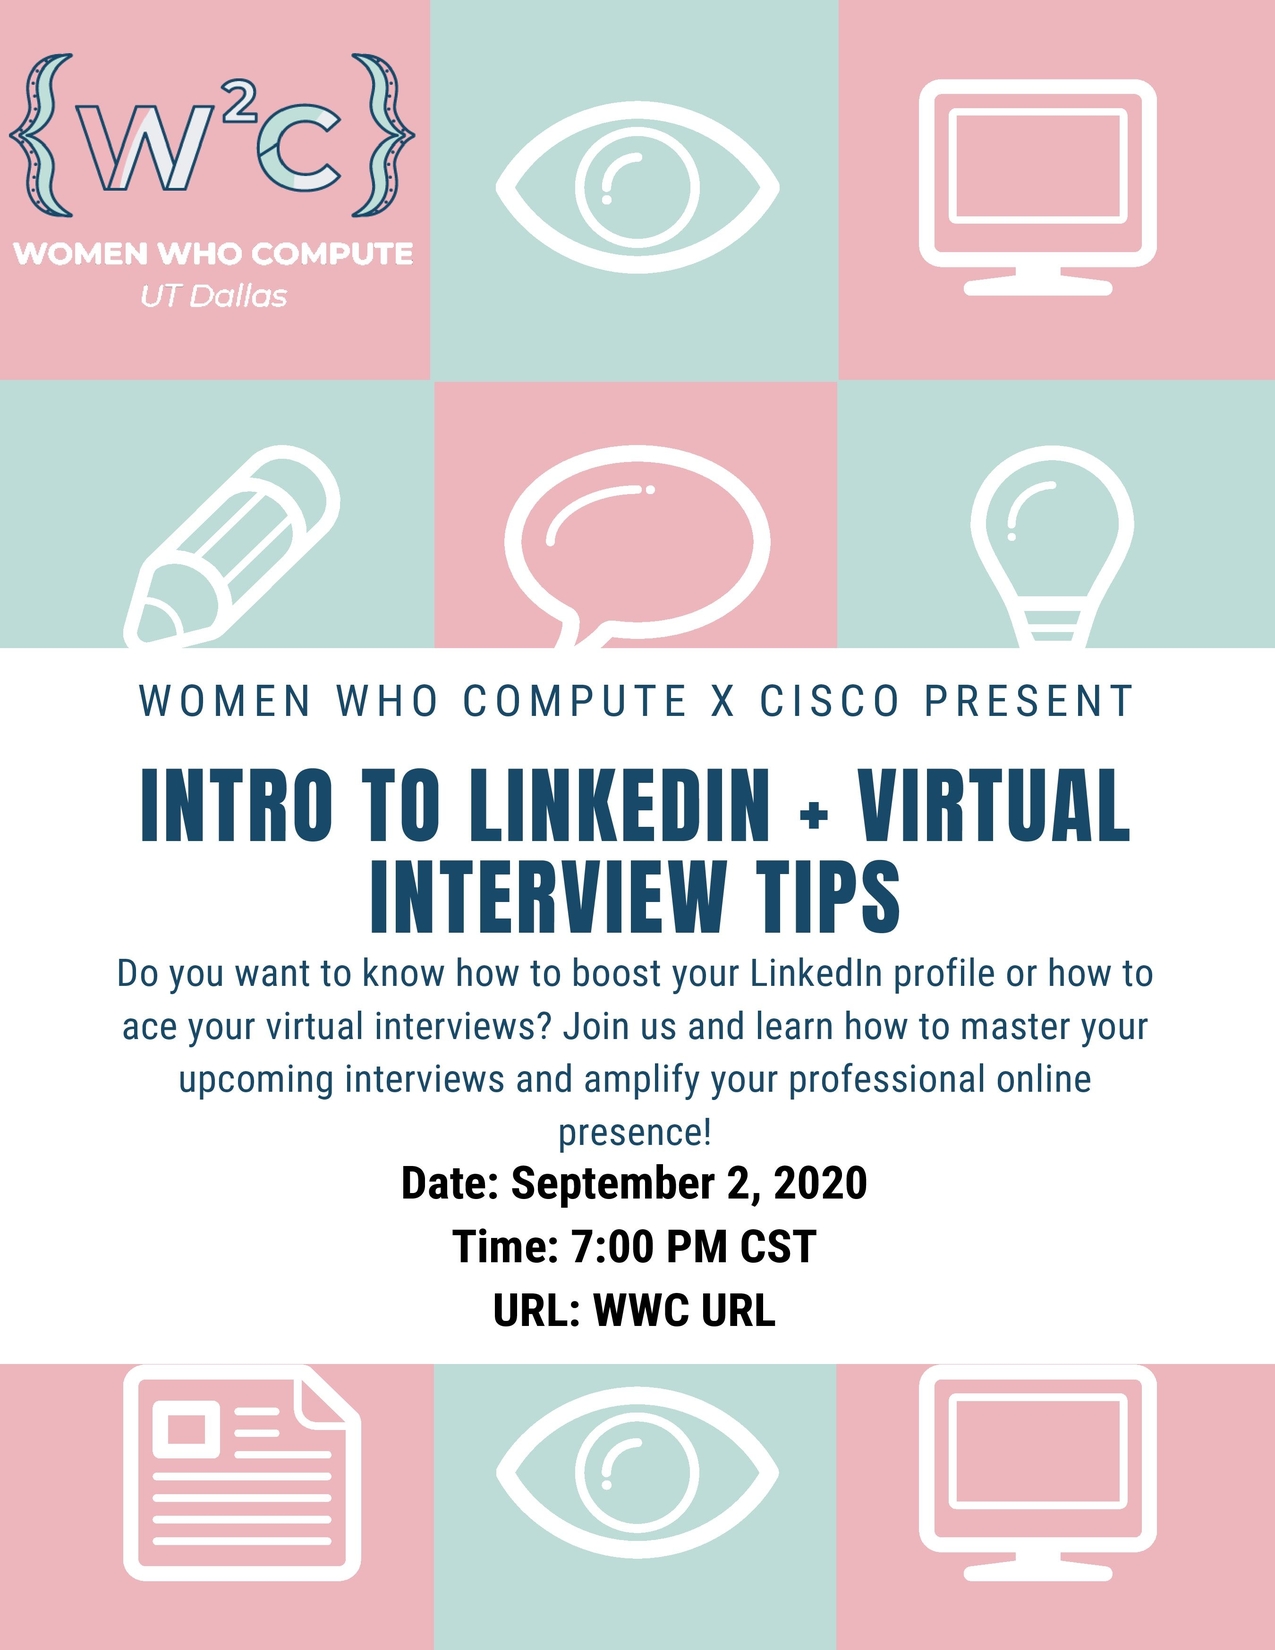 W²C
WOMEN WHO COMPUTE
UT Dallas
WOMEN WHO COMPUTE X CISCO PRESENT
INTRO TO LINKEDIN + VIRTUAL
INTERVIEW TIPS
Do you want to know how to boost your LinkedIn profile or how to
ace your virtual interviews? Join us and learn how to master your
upcoming interviews and amplify your professional online
presence!
Date: September 2, 2020
Time: 7:00 PM CST
URL: WWC URL